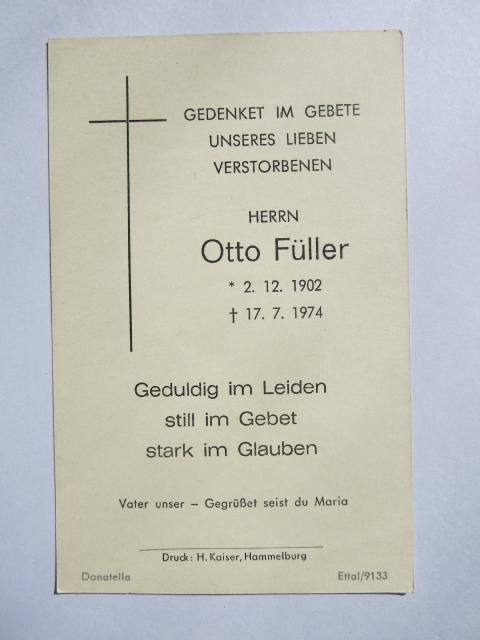 GEDENKET IM GEBETE
UNSERES LIEBEN
VERSTORBENEN
HERRN
Otto Füller
* 2. 12. 1902
† 17. 7. 1974
Geduldig im Leiden
still im Gebet
stark im Glauben
Vater unser – Gegrüßet seist du Maria
Druck: H. Kaiser, Hammelburg
Donatella Ettal/9133